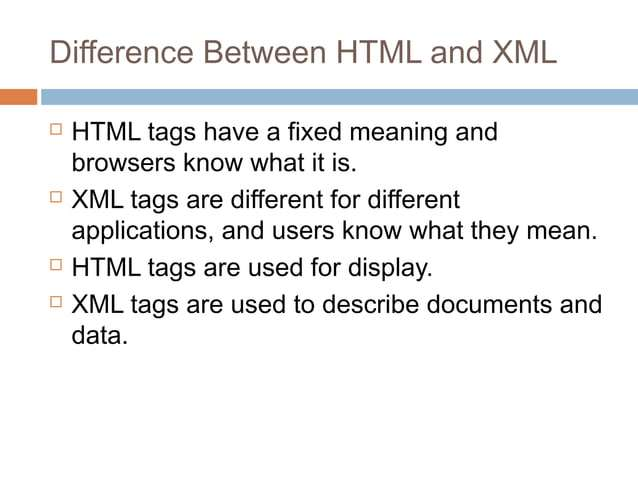 Difference Between HTML and XML
HTML tags have a fixed meaning and
browsers know what it is.
XML tags are different for different
applications, and users know what they mean.
HTML tags are used for display.
XML tags are used to describe documents and
data.